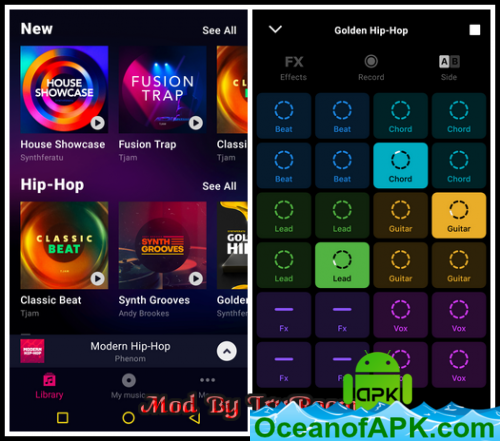 New See All
HOUSE
SHOWCASE
FUSION
TRAP
House Showcase Fusion Trap Classi
Synthferatu Tjam Tjam
Hip-Hop See All
CLASSIC
BEAT
SYNTH
GROOVES
GOL
HI
Classic Beat Synth Grooves Golden
Tjam Andy Brookes Phenom
MODERN
HIP-HOP
Modern Hip-Hop
Phenom
Library My music
Golden Hip-Hop
FX A B
Effects Record Side
Beat Beat Chord Chord
Beat Beat Chord Chord
Lead Lead Guitar Guitar
Lead Lead Guitar Guitar
Fx Fx Vox Vox
Fx Fx Vox
Mod By
apk
OceanofAPK.com